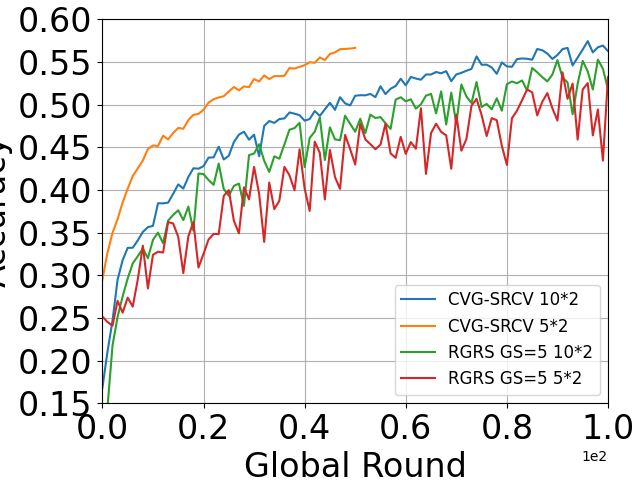 0.60
0.55
0.50
0.45
0.40
0.35
0.30
0.25
0.20
0.15
Accuracy
CVG-SRCV 10*2
CVG-SRCV 5*2
RGRS GS=5 10*2
RGRS GS=5 5*2
0.0 0.2 0.4 0.6 0.8 1.0
1e2
Global Round